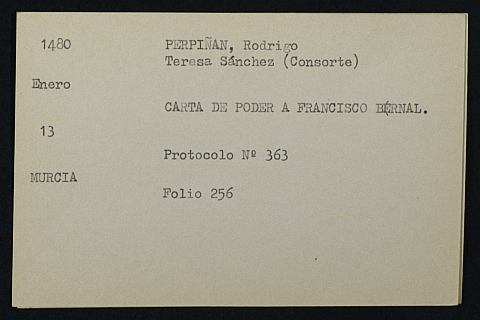 1480 PERPIÑAN, Rodrigo
Teresa Sánchez (Consorte)
Enero
CARTA DE PODER A FRANCISCO BERNAL.
13
Protocolo Nº 363
MURCIA
Folio 256